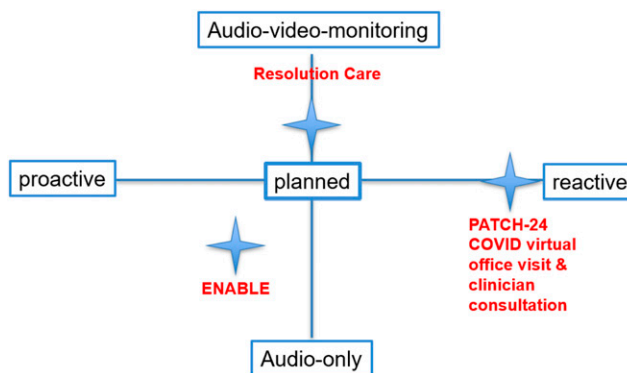 Audio-video-monitoring
Resolution Care
proactive
planned
reactive
PATCH-24
COVID virtual
office visit &
clinician
consultation
ENABLE
Audio-only